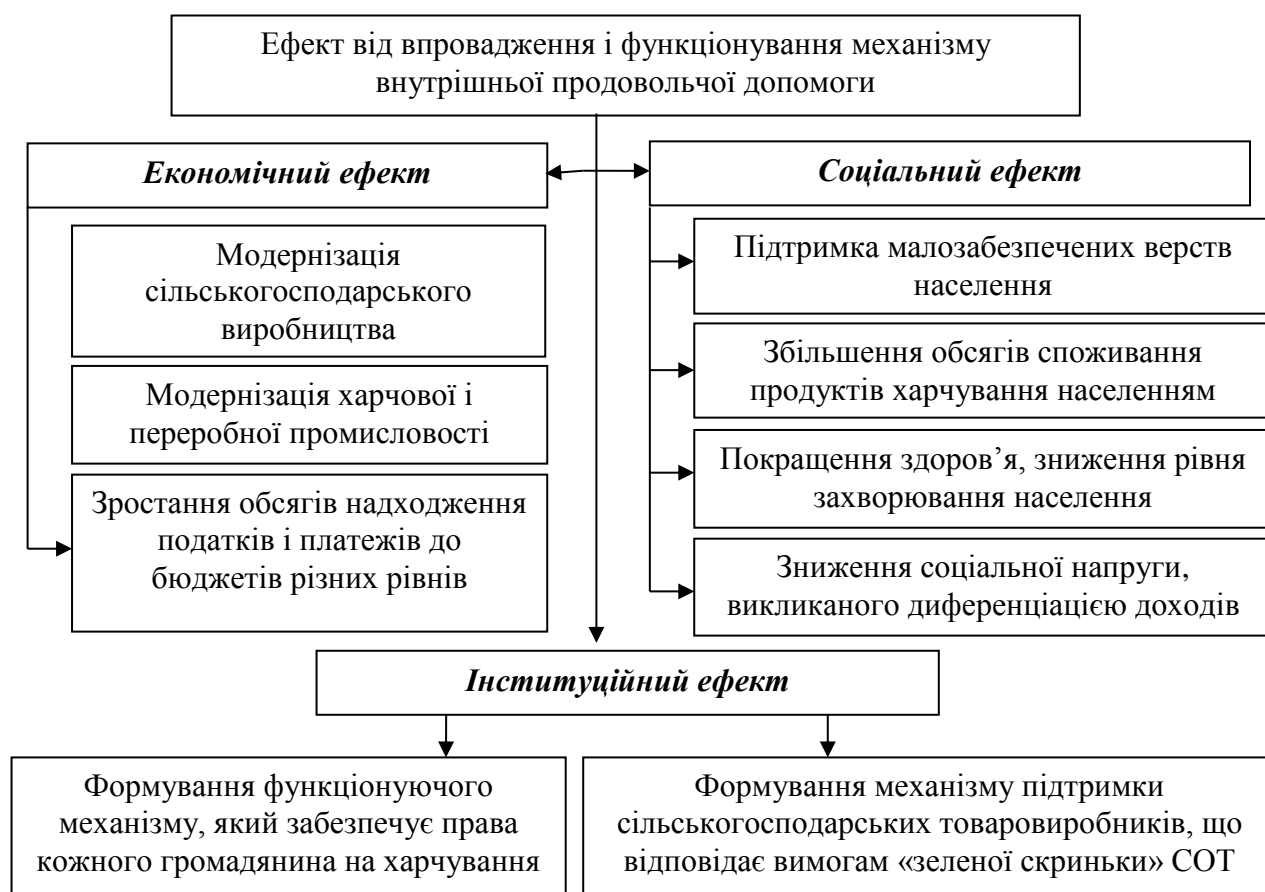 Ефект від впровадження і функціонування механізму
внутрішньої продовольчої допомоги
Економічний ефект
Модернізація
сільськогосподарського
виробництва
Модернізація харчової і
переробної промисловості
Зростання обсягів надходження
податків і платежів до
бюджетів різних рівнів
Соціальний ефект
Підтримка малозабезпечених верств
населення
Збільшення обсягів споживання
продуктів харчування населенням
Покращення здоров’я, зниження рівня
захворювання населення
Зниження соціальної напруги,
викликаного диференціацією доходів
Інституційний ефект
Формування функціонуючого
механізму, який забезпечує права
кожного громадянина на харчування
Формування механізму підтримки
сільськогосподарських товаровиробників, що
відповідає вимогам «зеленої скриньки» СОТ